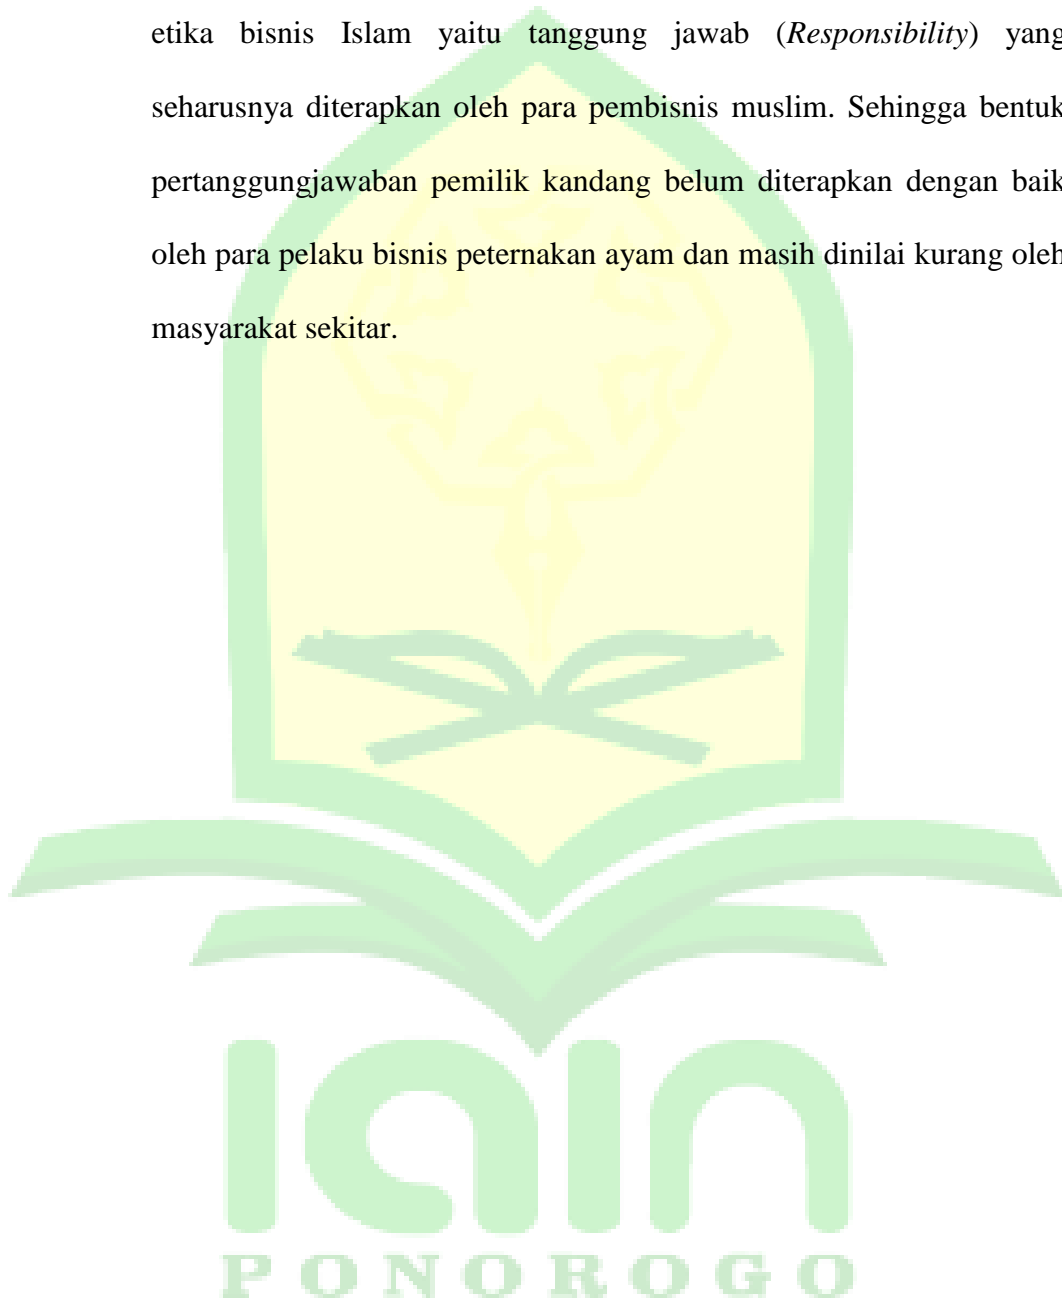 etika bisnis Islam yaitu tanggung jawab (Responsibility) yang
seharusnya diterapkan oleh para pembisnis muslim. Sehingga bentuk
pertanggungjawaban pemilik kandang belum diterapkan dengan baik
oleh para pelaku bisnis peternakan ayam dan masih dinilai kurang oleh
masyarakat sekitar.
IAIN
PONOROGO